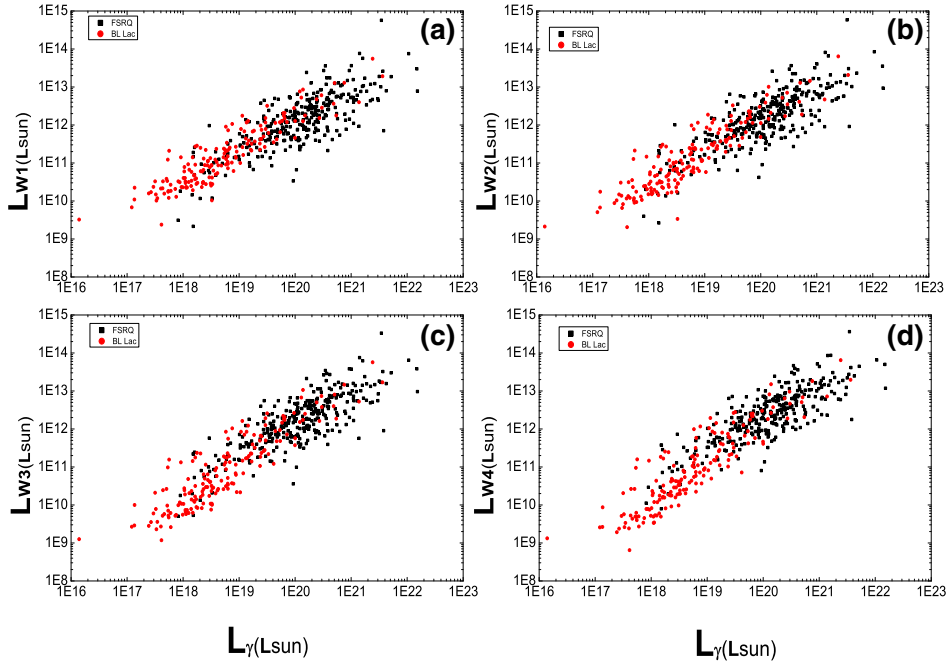 (a)
FSRQ
BL Lac
1E15
1E14
1E13
1E12
1E11
1E10
1E9
1E8
LW1(Lsun)
1E16 1E17 1E18 1E19 1E20 1E21 1E22 1E23
(b)
FSRQ
BL Lac
1E15
1E14
1E13
1E12
1E11
1E10
1E9
1E8
LW2(Lsun)
1E16 1E17 1E18 1E19 1E20 1E21 1E22 1E23
(c)
FSRQ
BL Lac
1E15
1E14
1E13
1E12
1E11
1E10
1E9
1E8
LW3(Lsun)
1E16 1E17 1E18 1E19 1E20 1E21 1E22 1E23
Lγ(Lsun)
(d)
FSRQ
BL Lac
1E15
1E14
1E13
1E12
1E11
1E10
1E9
1E8
LW4(Lsun)
1E16 1E17 1E18 1E19 1E20 1E21 1E22 1E23
Lγ(Lsun)